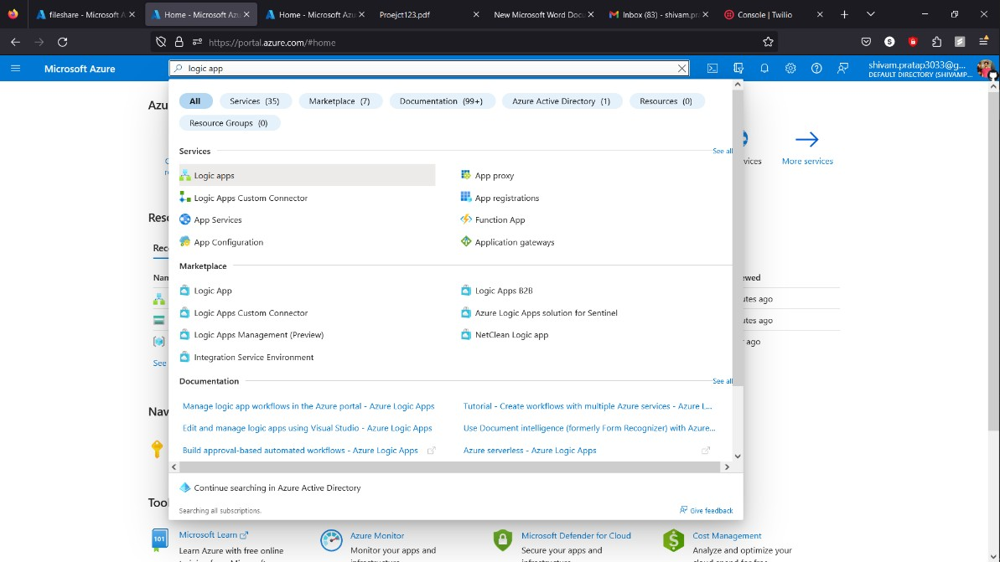 fileshare - Microsoft A
Home - Microsoft Azu
Home - Microsoft Azu
Proejct123.pdf
New Microsoft Word Docu
Inbox (83) - shivam.pr
Console | Twilio
https://portal.azure.com/#home
Microsoft Azure
logic app
shivam.pratap3033@g...
DEFAULT DIRECTORY (SHIVAMP...
Azu
All
Services (35)
Marketplace (7)
Documentation (99+)
Azure Active Directory (1)
Resources (0)
Resource Groups (0)
Services
See all
vices
More services
Logic apps
App proxy
Logic Apps Custom Connector
App registrations
App Services
Function App
App Configuration
Application gateways
Reso
Rec
Marketplace
Nam
ewed
Logic App
Logic Apps B2B
utes ago
Logic Apps Custom Connector
Azure Logic Apps solution for Sentinel
utes ago
Logic Apps Management (Preview)
NetClean Logic app
ago
Integration Service Environment
See
Documentation
See all
Manage logic app workflows in the Azure portal - Azure Logic Apps
Tutorial - Create workflows with multiple Azure services - Azure L...
Nav
Edit and manage logic apps using Visual Studio - Azure Logic Apps
Use Document intelligence (formerly Form Recognizer) with Azure...
Build approval-based automated workflows - Azure Logic Apps
Azure serverless - Azure Logic Apps
Continue searching in Azure Active Directory
Searching all subscriptions.
Give feedback
Tool
101
Microsoft Learn
Learn Azure with free online
Azure Monitor
Monitor your apps and
infrastructure
Microsoft Defender for Cloud
Secure your apps and
infrastructure
Cost Management
Analyze and optimize your
cloud spend for free